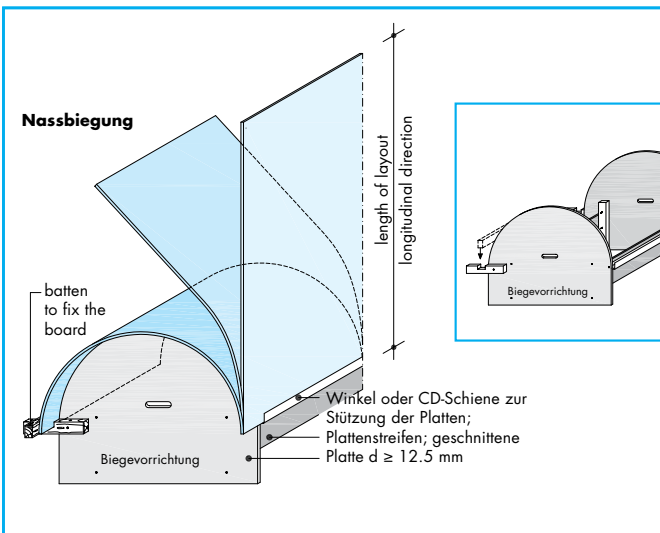 Nassbiegung
length of layout
longitudinal direction
batten
to fix the
board
Biegevorrichtung
Winkel oder CD-Schiene zur
Stützung der Platten;
Plattenstreifen; geschnittene
Platte d ≥ 12.5 mm
Biegevorrichtung